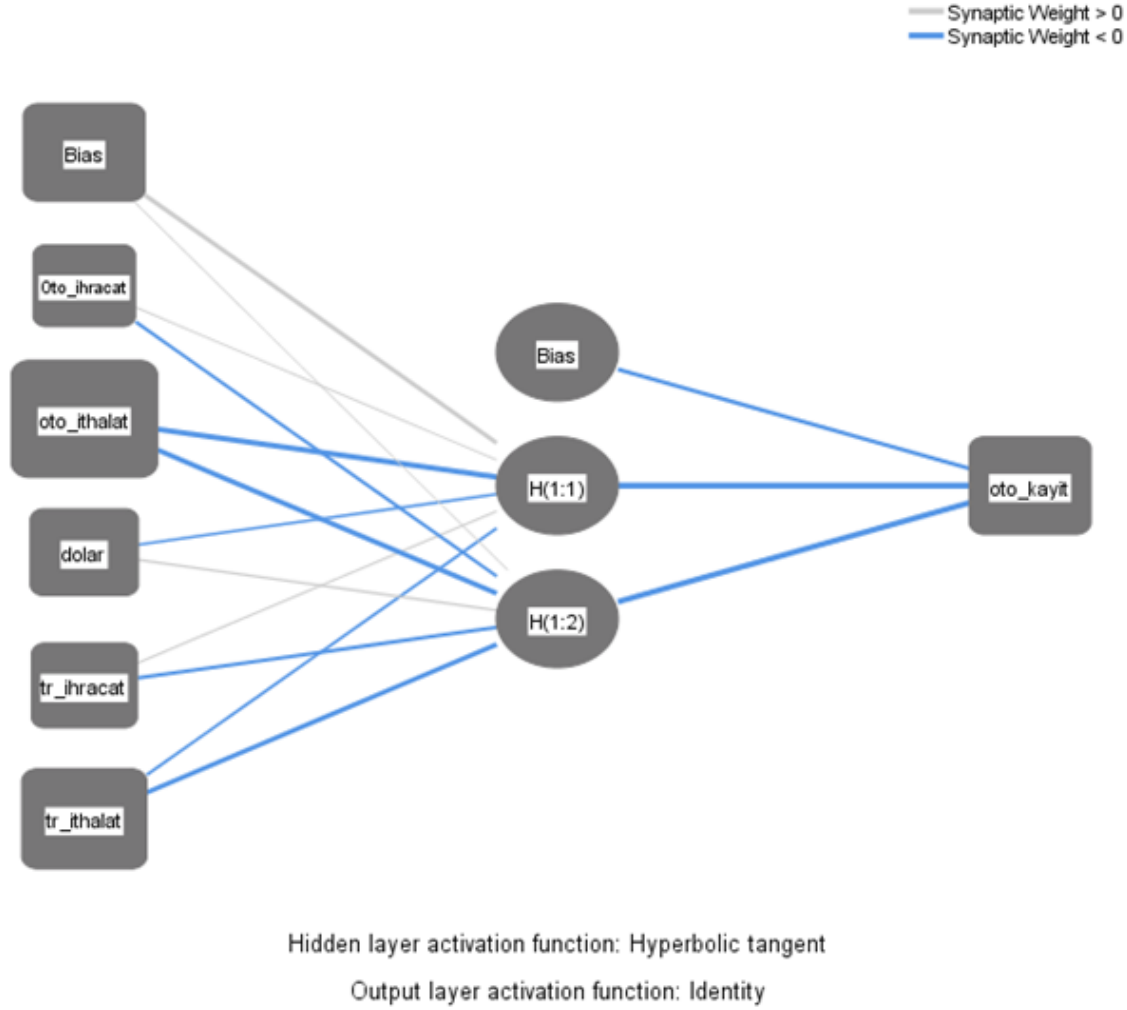 Synaptic Weight > 0
Synaptic Weight < 0
Bias
Oto_ihracat
oto_ithalat
dolar
tr_ihracat
tr_ithalat
Bias
H(1:1)
H(1:2)
oto_kayit
Hidden layer activation function: Hyperbolic tangent
Output layer activation function: Identity